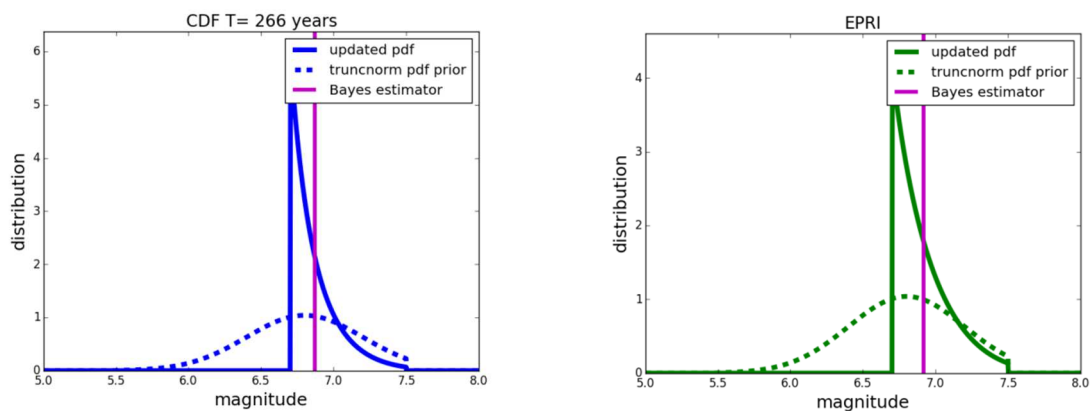 CDF T= 266 years
updated pdf
truncnorm pdf prior
Bayes estimator
6
5
4
3
2
1
0
distribution
5.0 5.5 6.0 6.5 7.0 7.5 8.0
magnitude
EPRI
updated pdf
truncnorm pdf prior
Bayes estimator
4
3
2
1
0
distribution
5.0 5.5 6.0 6.5 7.0 7.5 8.0
magnitude